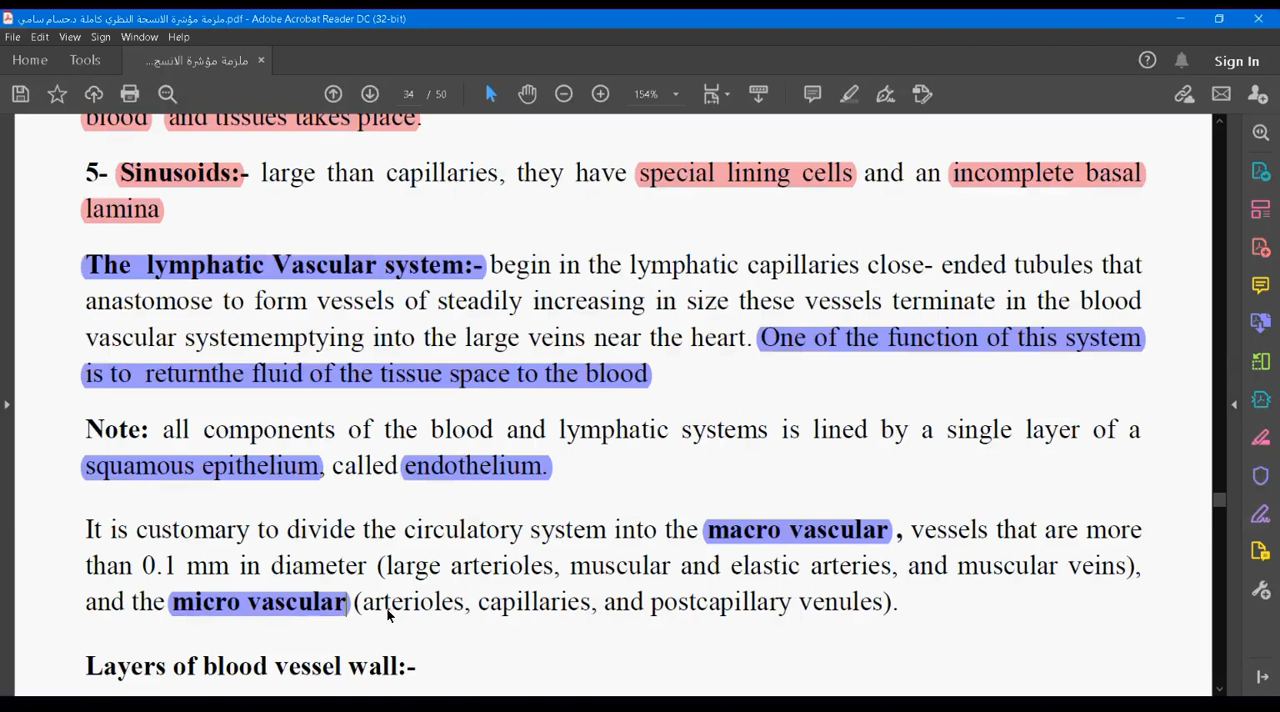 ملزمة مؤشرة الانسجة النظري كاملة د.حسام سامي.pdf - Adobe Acrobat Reader DC (32-bit)
File Edit View Sign Window Help
Home Tools ملزمة مؤشرة الانسج... × Sign In
34 / 50 154%
blood and tissues takes place.
5- Sinusoids:- large than capillaries, they have special lining cells and an incomplete basal
lamina
The lymphatic Vascular system:- begin in the lymphatic capillaries close- ended tubules that
anastomose to form vessels of steadily increasing in size these vessels terminate in the blood
vascular systememptying into the large veins near the heart. One of the function of this system
is to returnthe fluid of the tissue space to the blood
Note: all components of the blood and lymphatic systems is lined by a single layer of a
squamous epithelium, called endothelium.
It is customary to divide the circulatory system into the macro vascular , vessels that are more
than 0.1 mm in diameter (large arterioles, muscular and elastic arteries, and muscular veins),
and the micro vascular (arterioles, capillaries, and postcapillary venules).
Layers of blood vessel wall:-